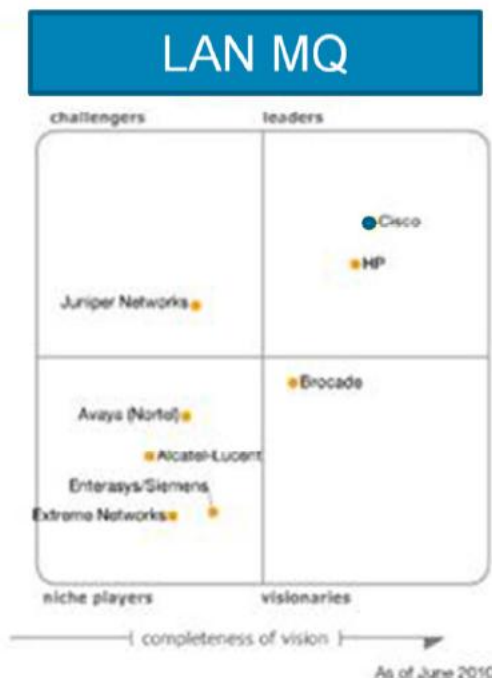 LAN MQ
challengers
leaders
Cisco
HP
Juniper Networks
Brocade
Avaya (Nortel)
Alcatel-Lucent
Enterasys/Siemens
Extreme Networks
niche players
visionaries
completeness of vision
As of June 2010